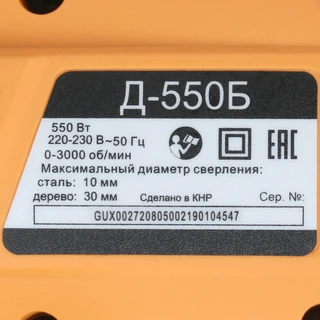 Д-550Б
550 Вт
220-230 В~50 Гц
0-3000 об/мин
EAC
Максимальный диаметр сверления:
сталь: 10 мм
дерево: 30 мм Сделано в КНР Сер. №:
GUX002720805002190104547